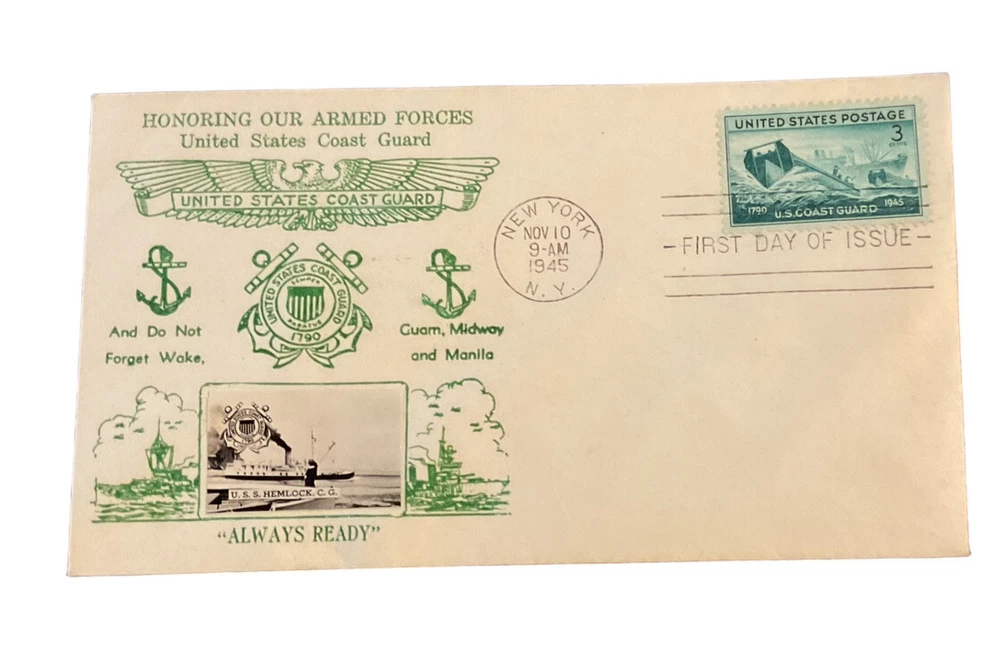 HONORING OUR ARMED FORCES
United States Coast Guard
UNITED STATES COAST GUARD
UNITED STATES COAST GUARD
SEMPER
PARATUS
1790
And Do Not
Forget Wake,
Guam, Midway
and Manila
U. S. S. HEMLOCK, C. G.
"ALWAYS READY"
NEW YORK
NOV 10
9-AM
1945
N. Y.
UNITED STATES POSTAGE
3
CENTS
1790 U.S. COAST GUARD 1945
FIRST DAY OF ISSUE